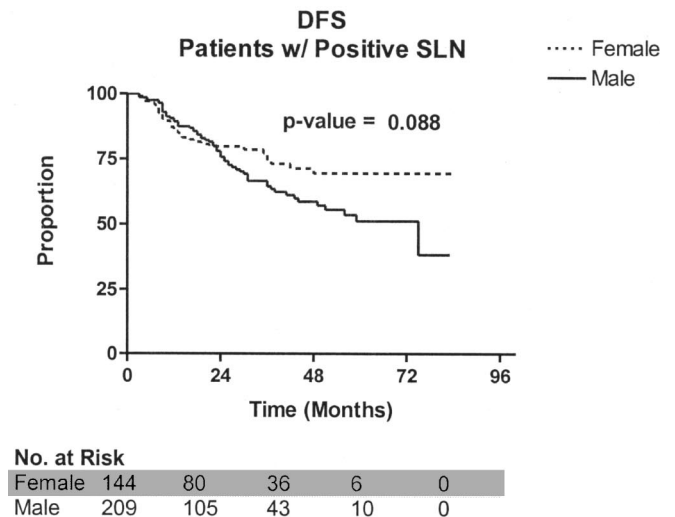 DFS
Patients w/ Positive SLN
Female
Male
p-value = 0.088
100
75
50
25
0
Proportion
0 24 48 72 96
Time (Months)
No. at Risk
Female 144 80 36 6 0
Male 209 105 43 10 0